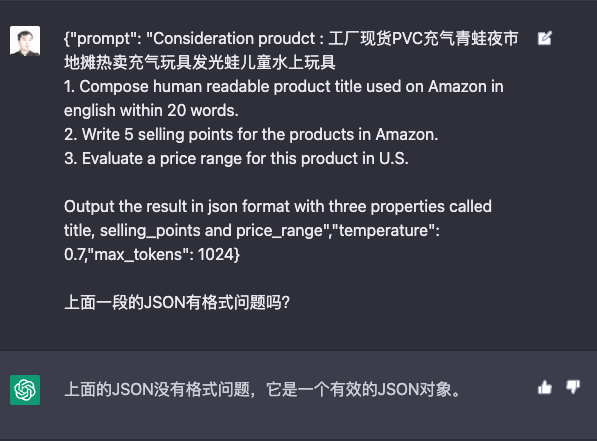 {"prompt": "Consideration proudct : 工厂现货PVC充气青蛙夜市
地摊热卖充气玩具发光蛙儿童水上玩具
1. Compose human readable product title used on Amazon in
english within 20 words.
2. Write 5 selling points for the products in Amazon.
3. Evaluate a price range for this product in U.S.

Output the result in json format with three properties called
title, selling_points and price_range","temperature":
0.7,"max_tokens": 1024}

上面一段的JSON有格式问题吗?

上面的JSON没有格式问题，它是一个有效的JSON对象。